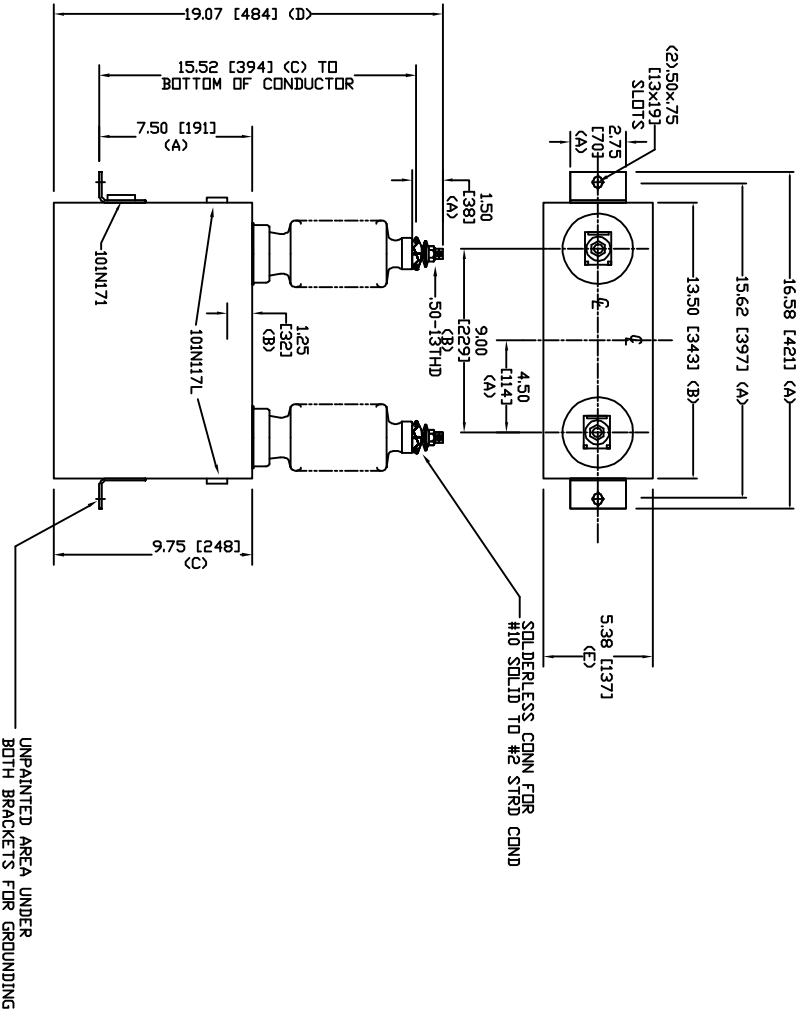 16.58 [421] (A)
15.62 [397] (A)
13.50 [343] (B)
(2).50x.75
[13x19]
SLOTS
2.75
[70]
(A)
5.38 [137]
(E)
CL
CL
9.00
[229]
(B)
4.50
[114]
(A)
19.07 [484] (D)
15.52 [394] (C) TO
BOTTOM OF CONDUCTOR
7.50 [191]
(A)
1.50
[38]
(A)
.50-13THD
1.25
[32]
(B)
101N171
101N117L
9.75 [248]
(C)
SOLDERLESS CONN FOR
#10 SOLID TO #2 STRD COND
UNPAINTED AREA UNDER
BOTH BRACKETS FOR GROUNDING